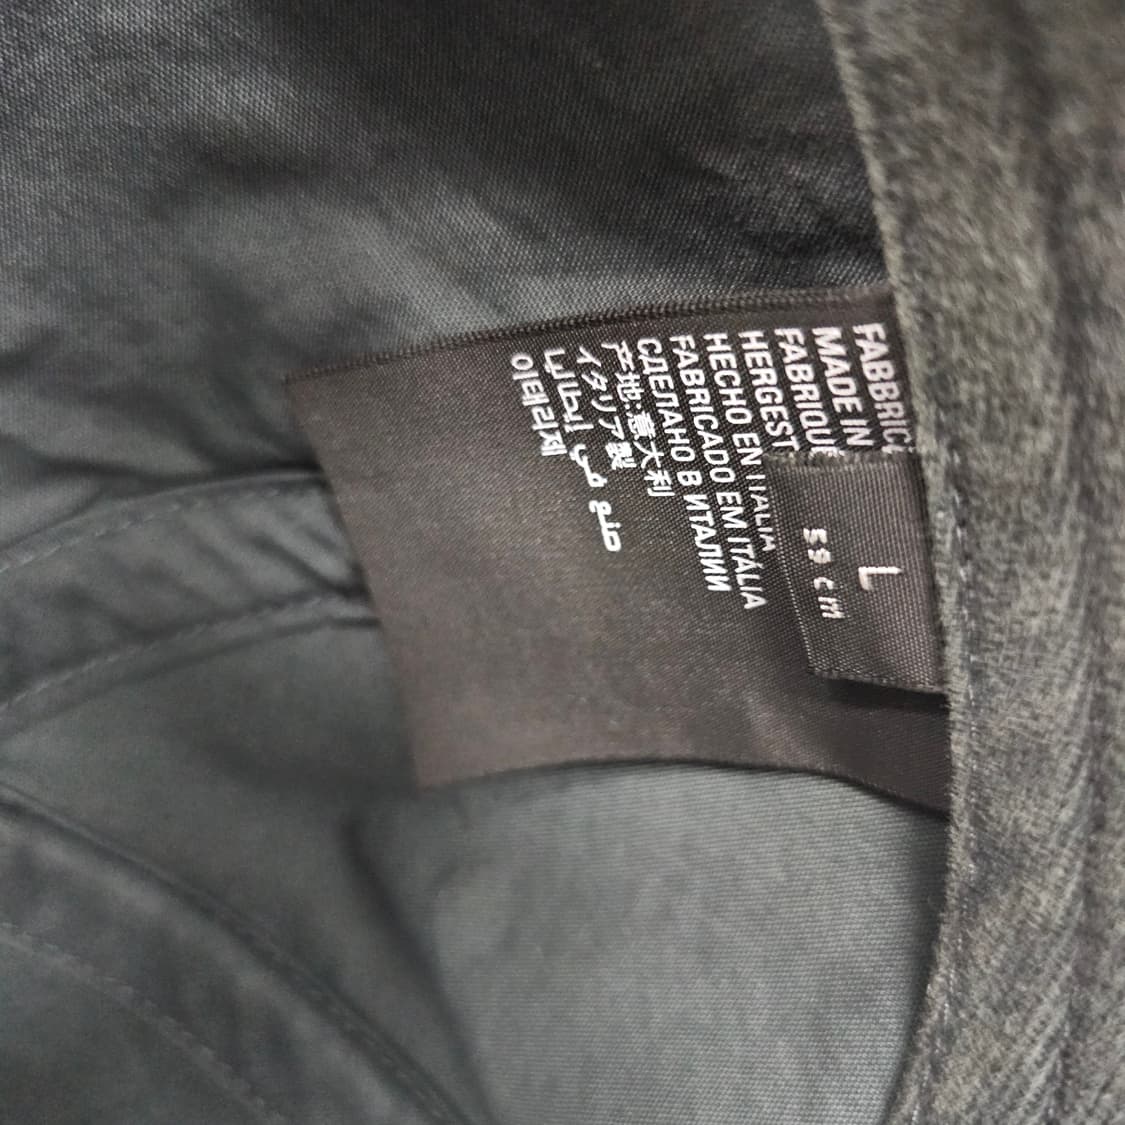 FABBRIC
MADE IN
FABRIQUÉ
HERGEST
HECHO EN ITALIA
FABRICADO EM ITÁLIA
СДЕЛАНО В ИТАЛИИ
产地:意大利
イタリア製
صنع في إيطاليا
이태리제
L
59 cm